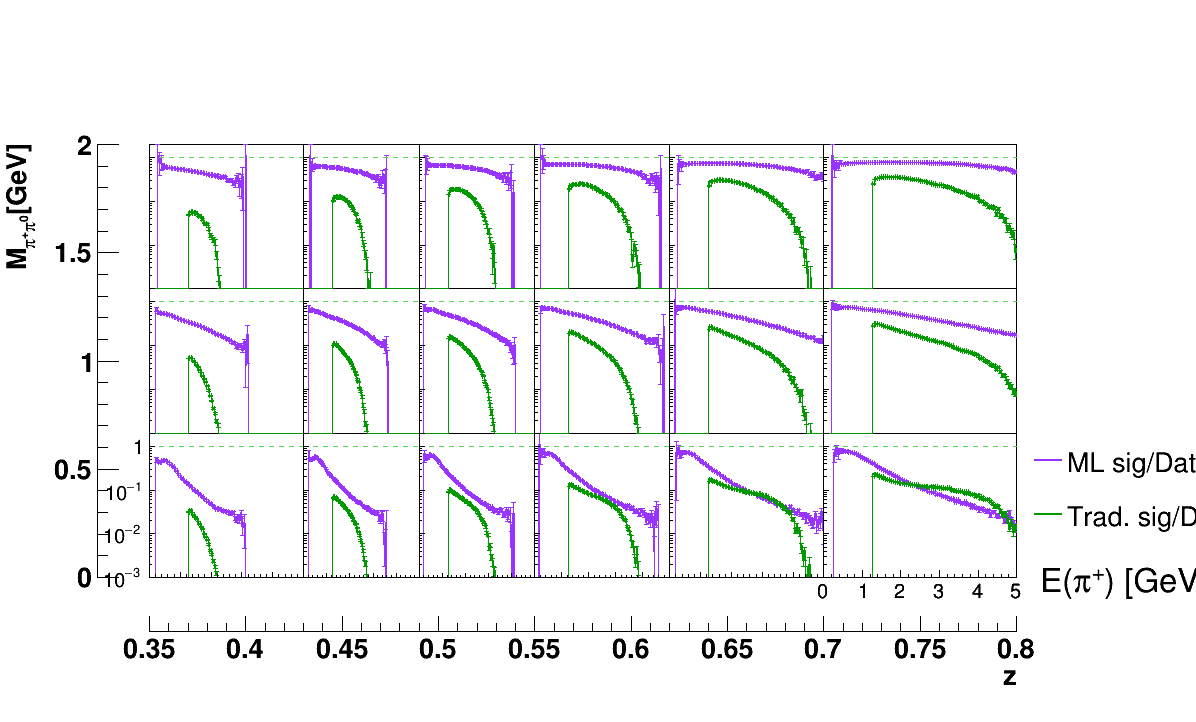 M_{π⁺π⁰}[GeV]
2
1.5
1
0.5
0
1
10⁻¹
10⁻²
10⁻³
ML sig/Dat
Trad. sig/D
0 1 2 3 4 5
E(π⁺) [GeV
0.35 0.4 0.45 0.5 0.55 0.6 0.65 0.7 0.75 0.8
z